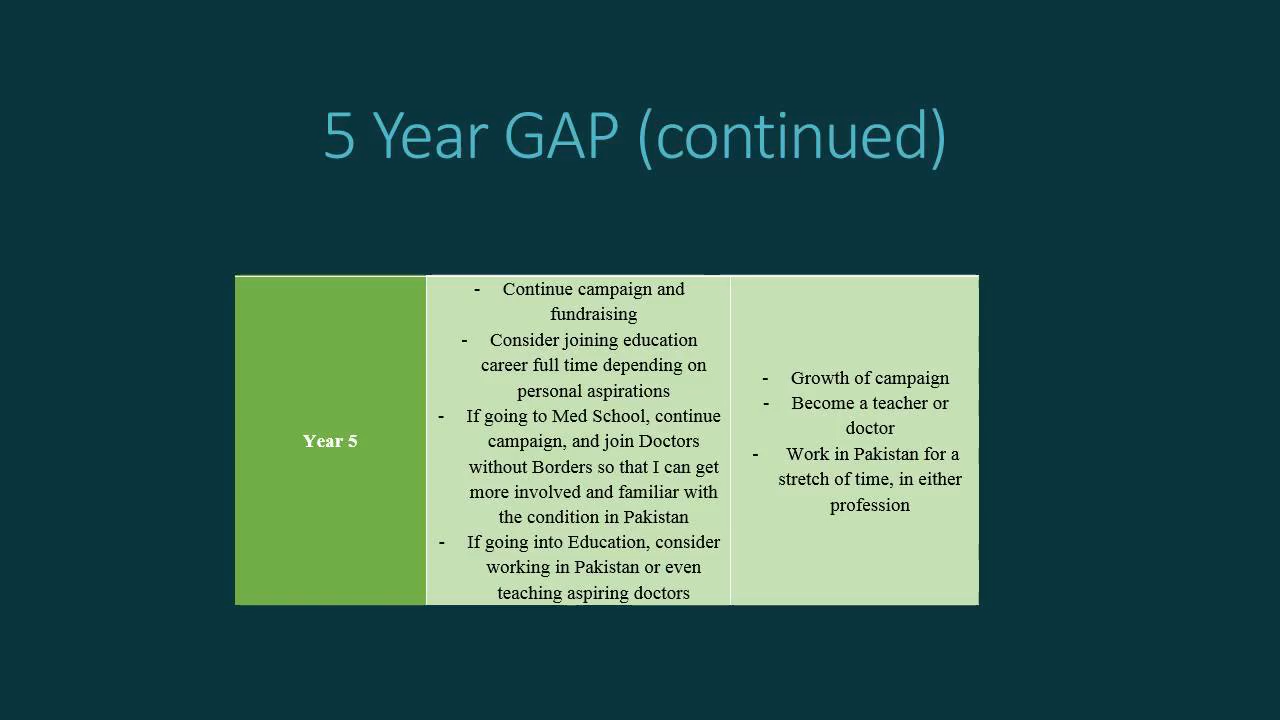 5 Year GAP (continued)
Year 5
- Continue campaign and
fundraising
- Consider joining education
career full time depending on
personal aspirations
- If going to Med School, continue
campaign, and join Doctors
without Borders so that I can get
more involved and familiar with
the condition in Pakistan
- If going into Education, consider
working in Pakistan or even
teaching aspiring doctors
- Growth of campaign
- Become a teacher or
doctor
- Work in Pakistan for a
stretch of time, in either
profession